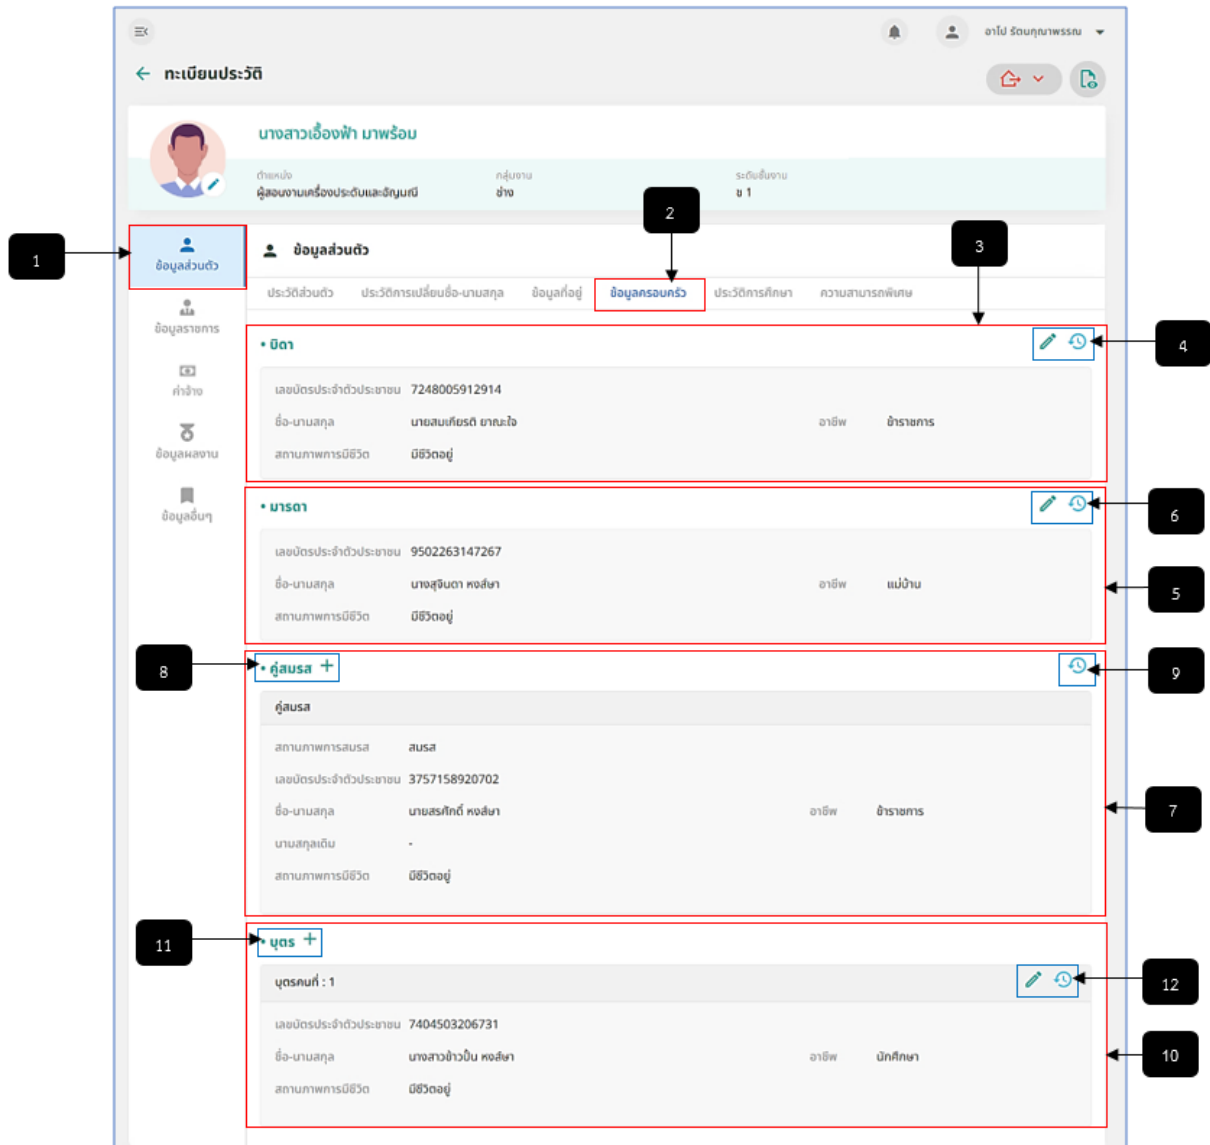 อาโป รัตนคุณาพรรณ
ทะเบียนประวัติ
นางสาวเอื้องฟ้า มาพร้อม
ตำแหน่ง กลุ่มงาน ระดับชั้นงาน
ผู้สอนงานเครื่องประดับและอัญมณี ช่าง ข 1
2
3
1
ข้อมูลส่วนตัว
ข้อมูลส่วนตัว
ประวัติส่วนตัว ประวัติการเปลี่ยนชื่อ-นามสกุล ข้อมูลที่อยู่ ข้อมูลครอบครัว ประวัติการศึกษา ความสามารถพิเศษ
ข้อมูลราชการ
ค่าจ้าง
ข้อมูลผลงาน
ข้อมูลอื่นๆ
• บิดา
4
เลขบัตรประจำตัวประชาชน 7248005912914
ชื่อ-นามสกุล นายสมเกียรติ ยาณะใจ อาชีพ ข้าราชการ
สถานภาพการมีชีวิต มีชีวิตอยู่
• มารดา
6
เลขบัตรประจำตัวประชาชน 9502263147267
ชื่อ-นามสกุล นางสุจินดา หงส์ษา อาชีพ แม่บ้าน
5
สถานภาพการมีชีวิต มีชีวิตอยู่
8
• คู่สมรส +
9
คู่สมรส
สถานภาพการสมรส สมรส
เลขบัตรประจำตัวประชาชน 3757158920702
ชื่อ-นามสกุล นายสรศักดิ์ หงส์ษา อาชีพ ข้าราชการ
7
นามสกุลเดิม -
สถานภาพการมีชีวิต มีชีวิตอยู่
11
• บุตร +
บุตรคนที่ : 1
12
เลขบัตรประจำตัวประชาชน 7404503206731
ชื่อ-นามสกุล นางสาวข้าวปั้น หงส์ษา อาชีพ นักศึกษา
10
สถานภาพการมีชีวิต มีชีวิตอยู่